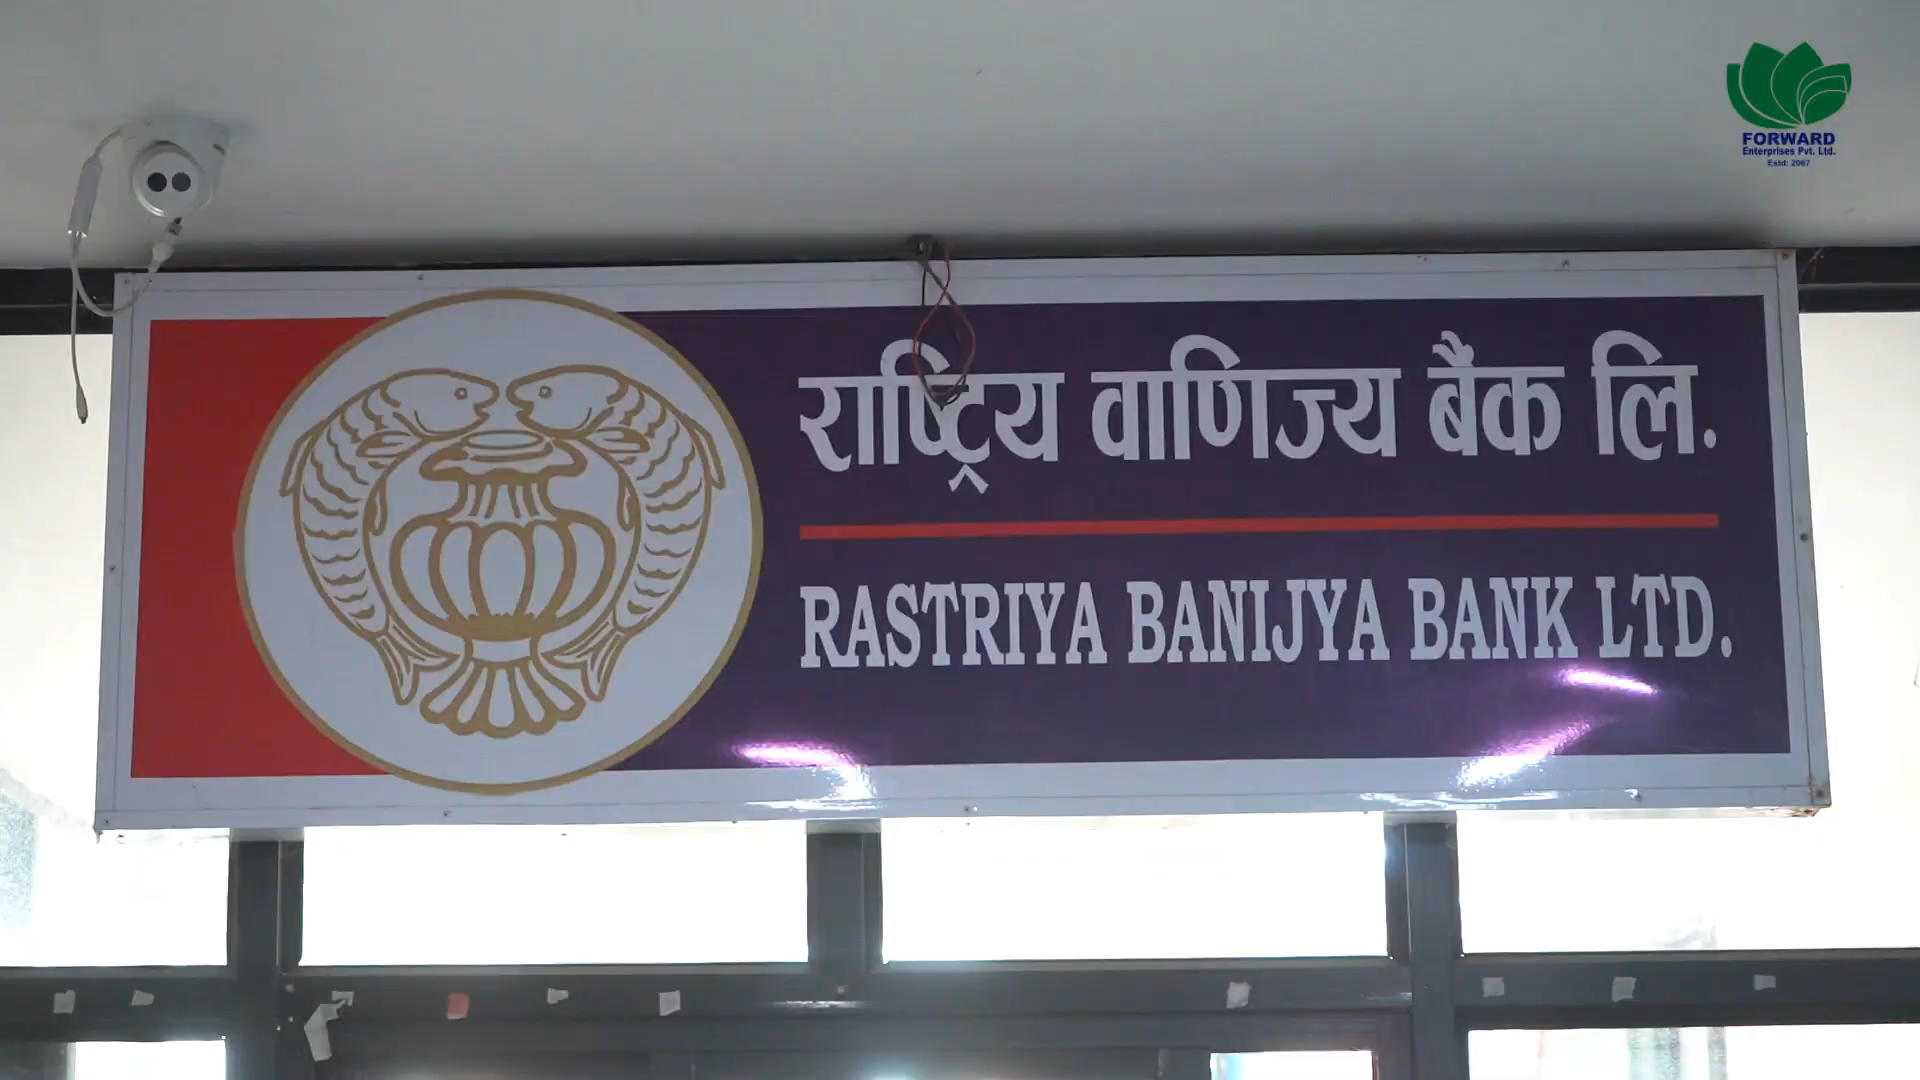 FORWARD
Enterprises Pvt. Ltd.
Estd: 2067
राष्ट्रिय वाणिज्य बैंक लि.
RASTRIYA BANIJYA BANK LTD.